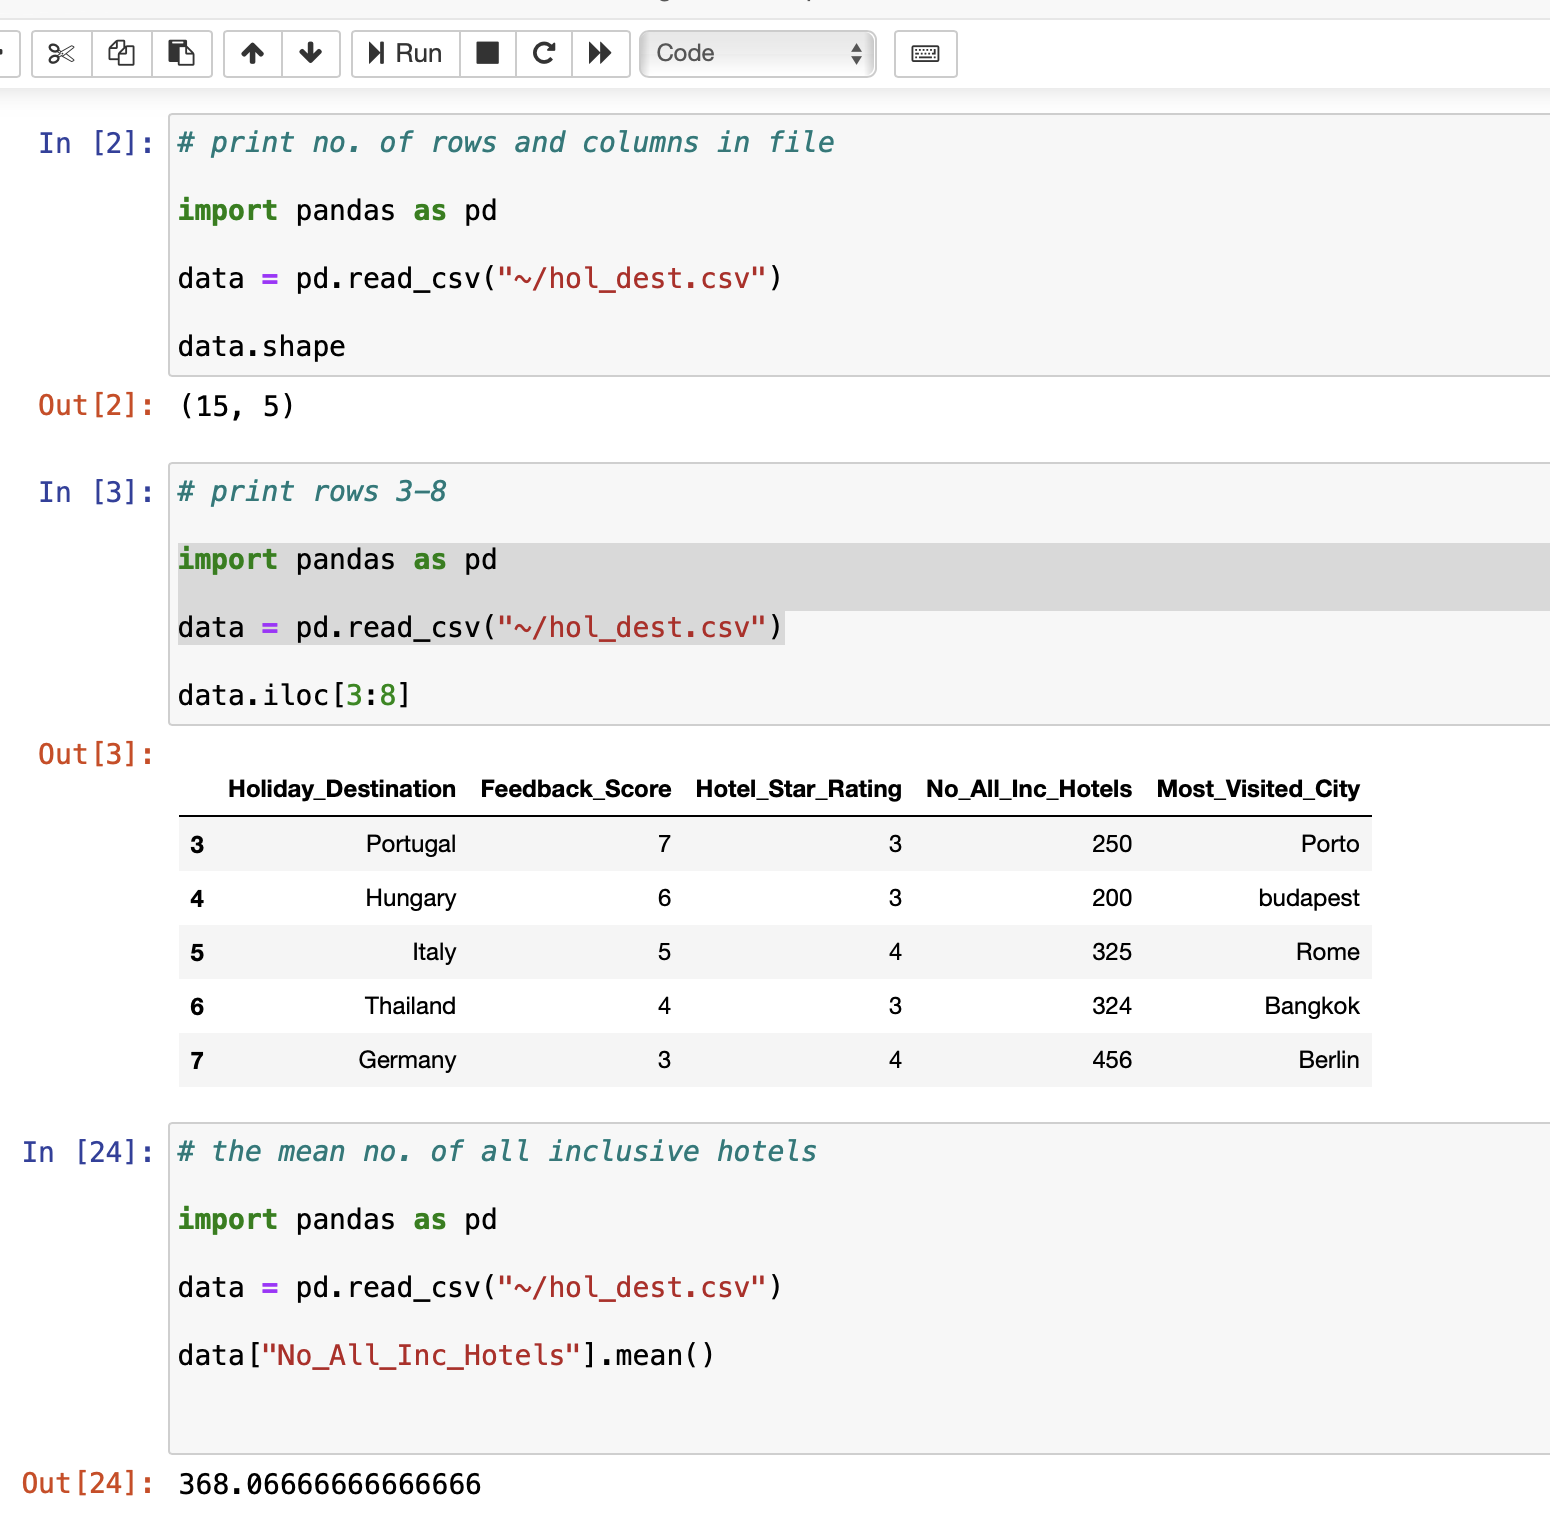 Run Code
In [2]: # print no. of rows and columns in file
import pandas as pd
data = pd.read_csv("~/hol_dest.csv")
data.shape
Out[2]: (15, 5)
In [3]: # print rows 3-8
import pandas as pd
data = pd.read_csv("~/hol_dest.csv")
data.iloc[3:8]
Out[3]:
Holiday_Destination Feedback_Score Hotel_Star_Rating No_All_Inc_Hotels Most_Visited_City
3 Portugal 7 3 250 Porto
4 Hungary 6 3 200 budapest
5 Italy 5 4 325 Rome
6 Thailand 4 3 324 Bangkok
7 Germany 3 4 456 Berlin
In [24]: # the mean no. of all inclusive hotels
import pandas as pd
data = pd.read_csv("~/hol_dest.csv")
data["No_All_Inc_Hotels"].mean()
Out[24]: 368.06666666666666